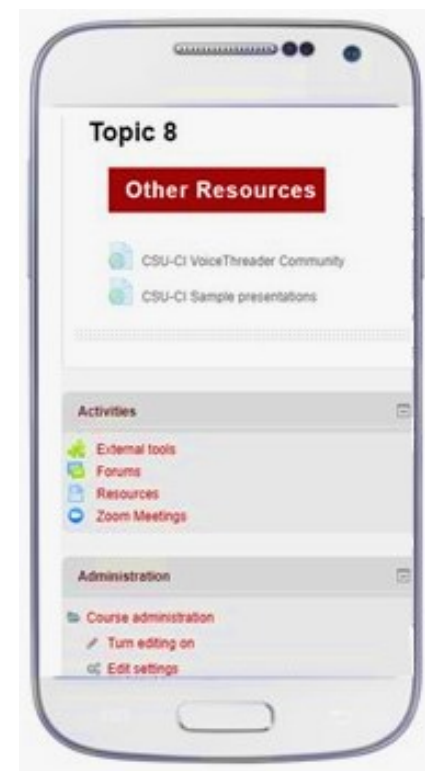 Topic 8
Other Resources
CSU-CI VoiceThreader Community
CSU-CI Sample presentations
Activities
External tools
Forums
Resources
Zoom Meetings
Administration
Course administration
Turn editing on
Edit settings